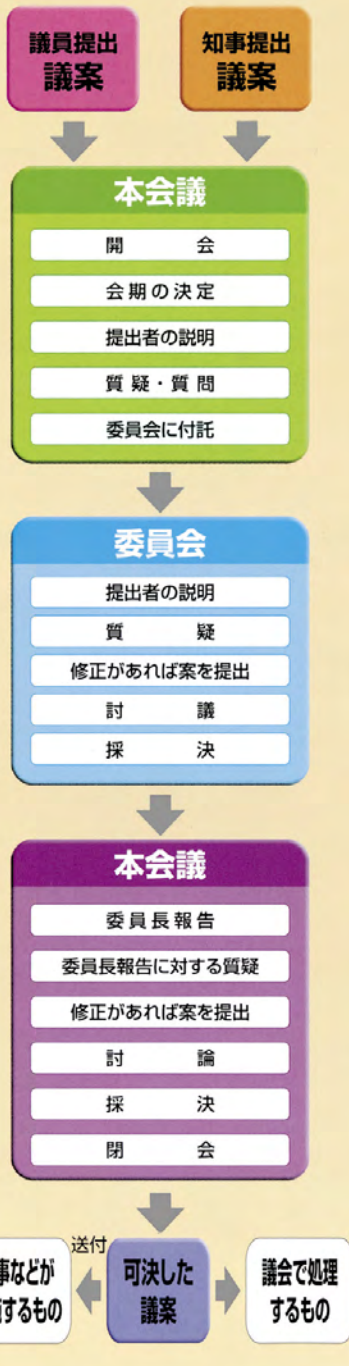 議員提出
議案
知事提出
議案
本会議
開 会
会期の決定
提出者の説明
質疑・質問
委員会に付託
委員会
提出者の説明
質 疑
修正があれば案を提出
討 議
採 決
本会議
委員長報告
委員長報告に対する質疑
修正があれば案を提出
討 論
採 決
閉 会
送付
事などが
するもの
可決した
議案
議会で処理
するもの